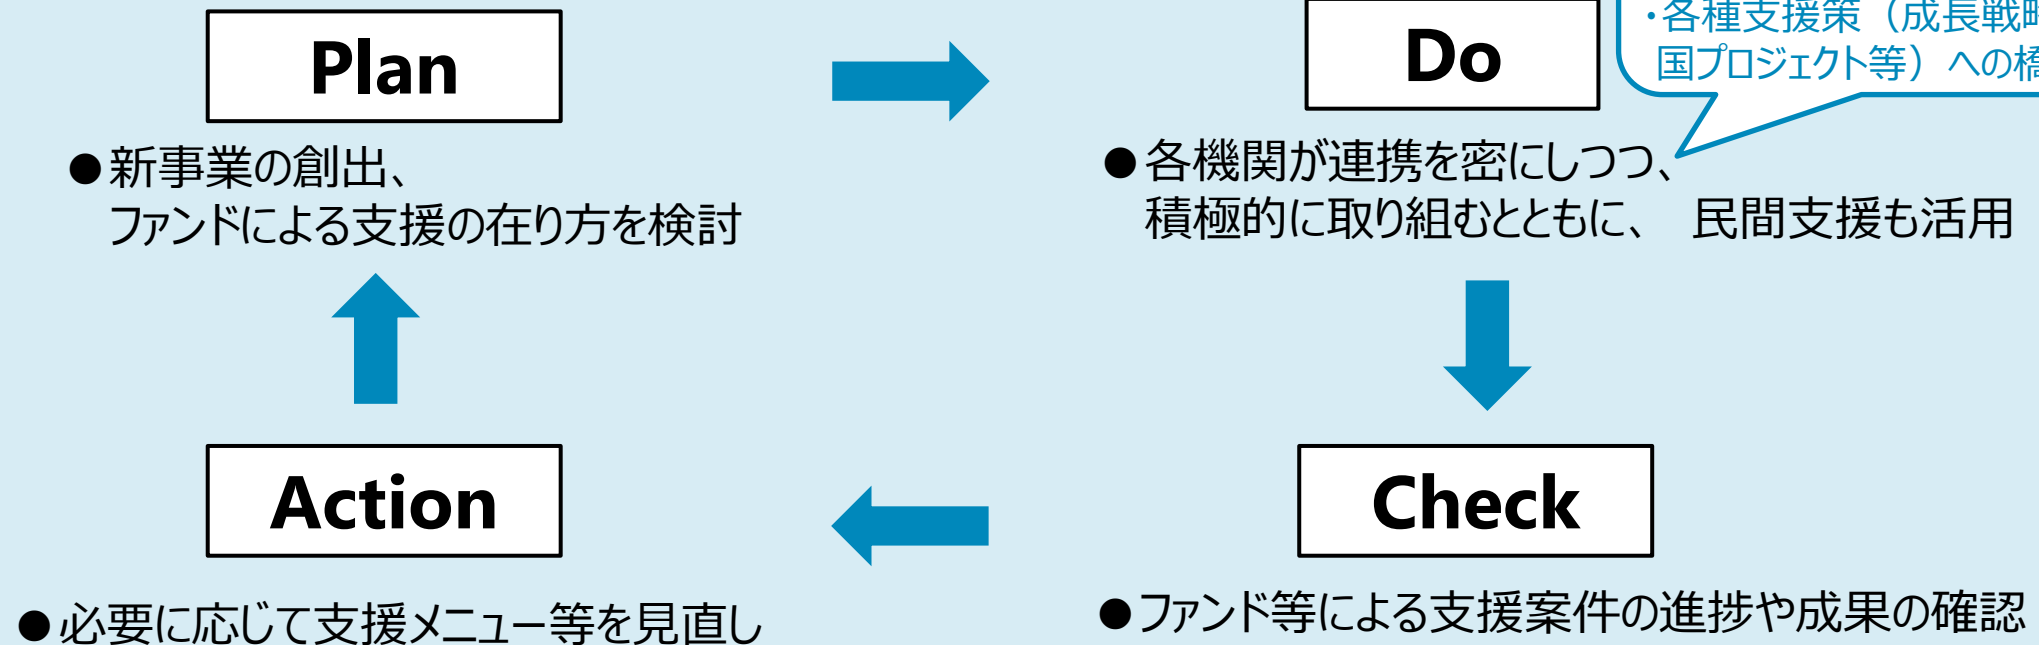 Plan
●新事業の創出、
ファンドによる支援の在り方を検討
Do
・各種支援策（成長戦略
国プロジェクト等）への橋
●各機関が連携を密にしつつ、
積極的に取り組むとともに、 民間支援も活用
Action
●必要に応じて支援メニュー等を見直し
Check
●ファンド等による支援案件の進捗や成果の確認